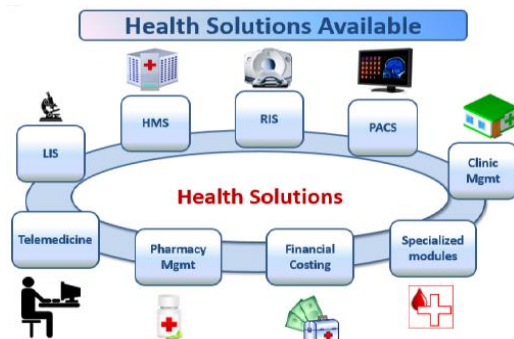 Health Solutions Available
HMS
RIS
PACS
LIS
Clinic
Mgmt
Health Solutions
Telemedicine
Pharmacy
Mgmt
Financial
Costing
Specialized
modules